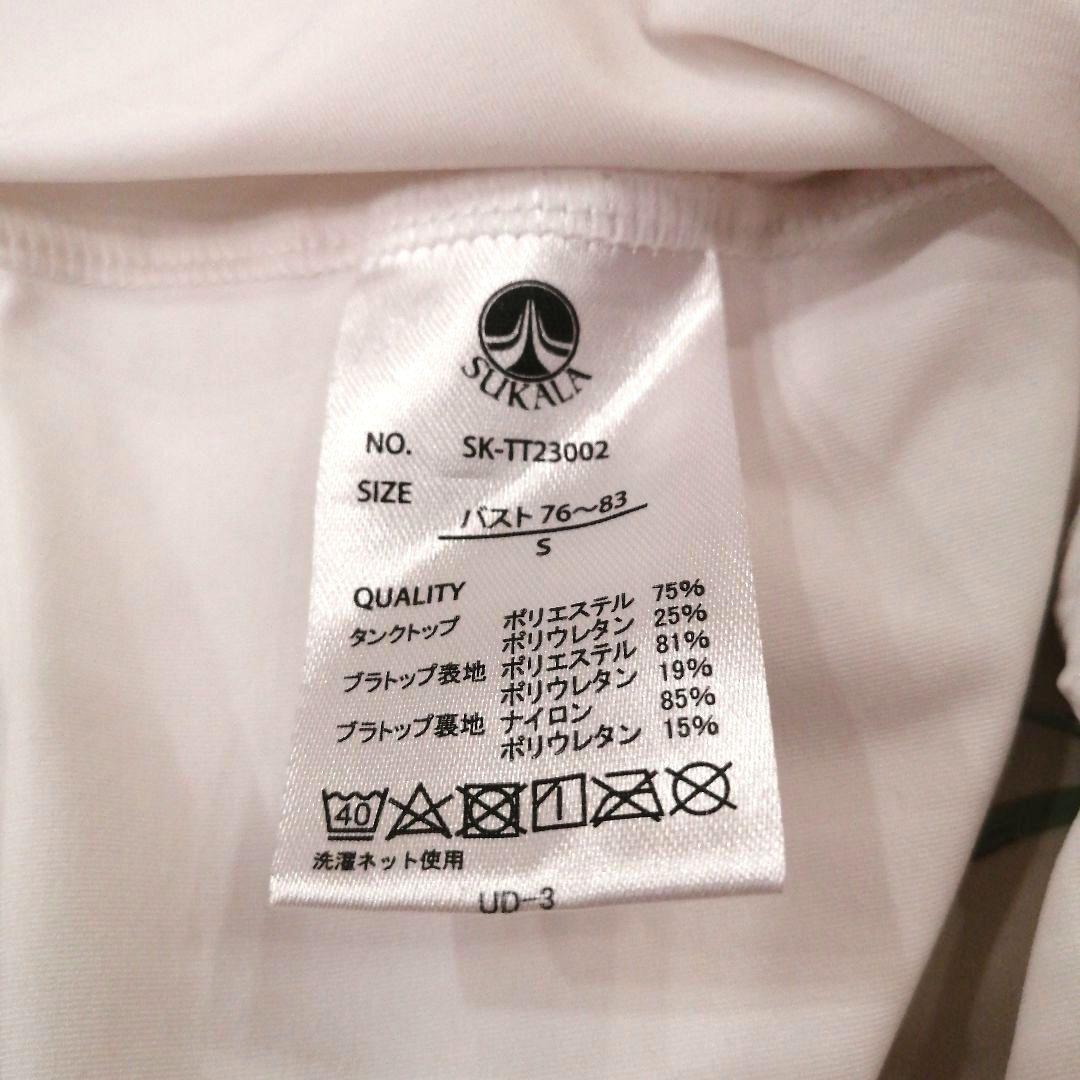 SUKALA
NO. SK-TT23002
SIZE バスト 76～83
S
QUALITY
タンクトップ ポリエステル 75%
ポリウレタン 25%
ブラトップ表地 ポリエステル 81%
ポリウレタン 19%
ブラトップ裏地 ナイロン 85%
ポリウレタン 15%
40
洗濯ネット使用
UD-3